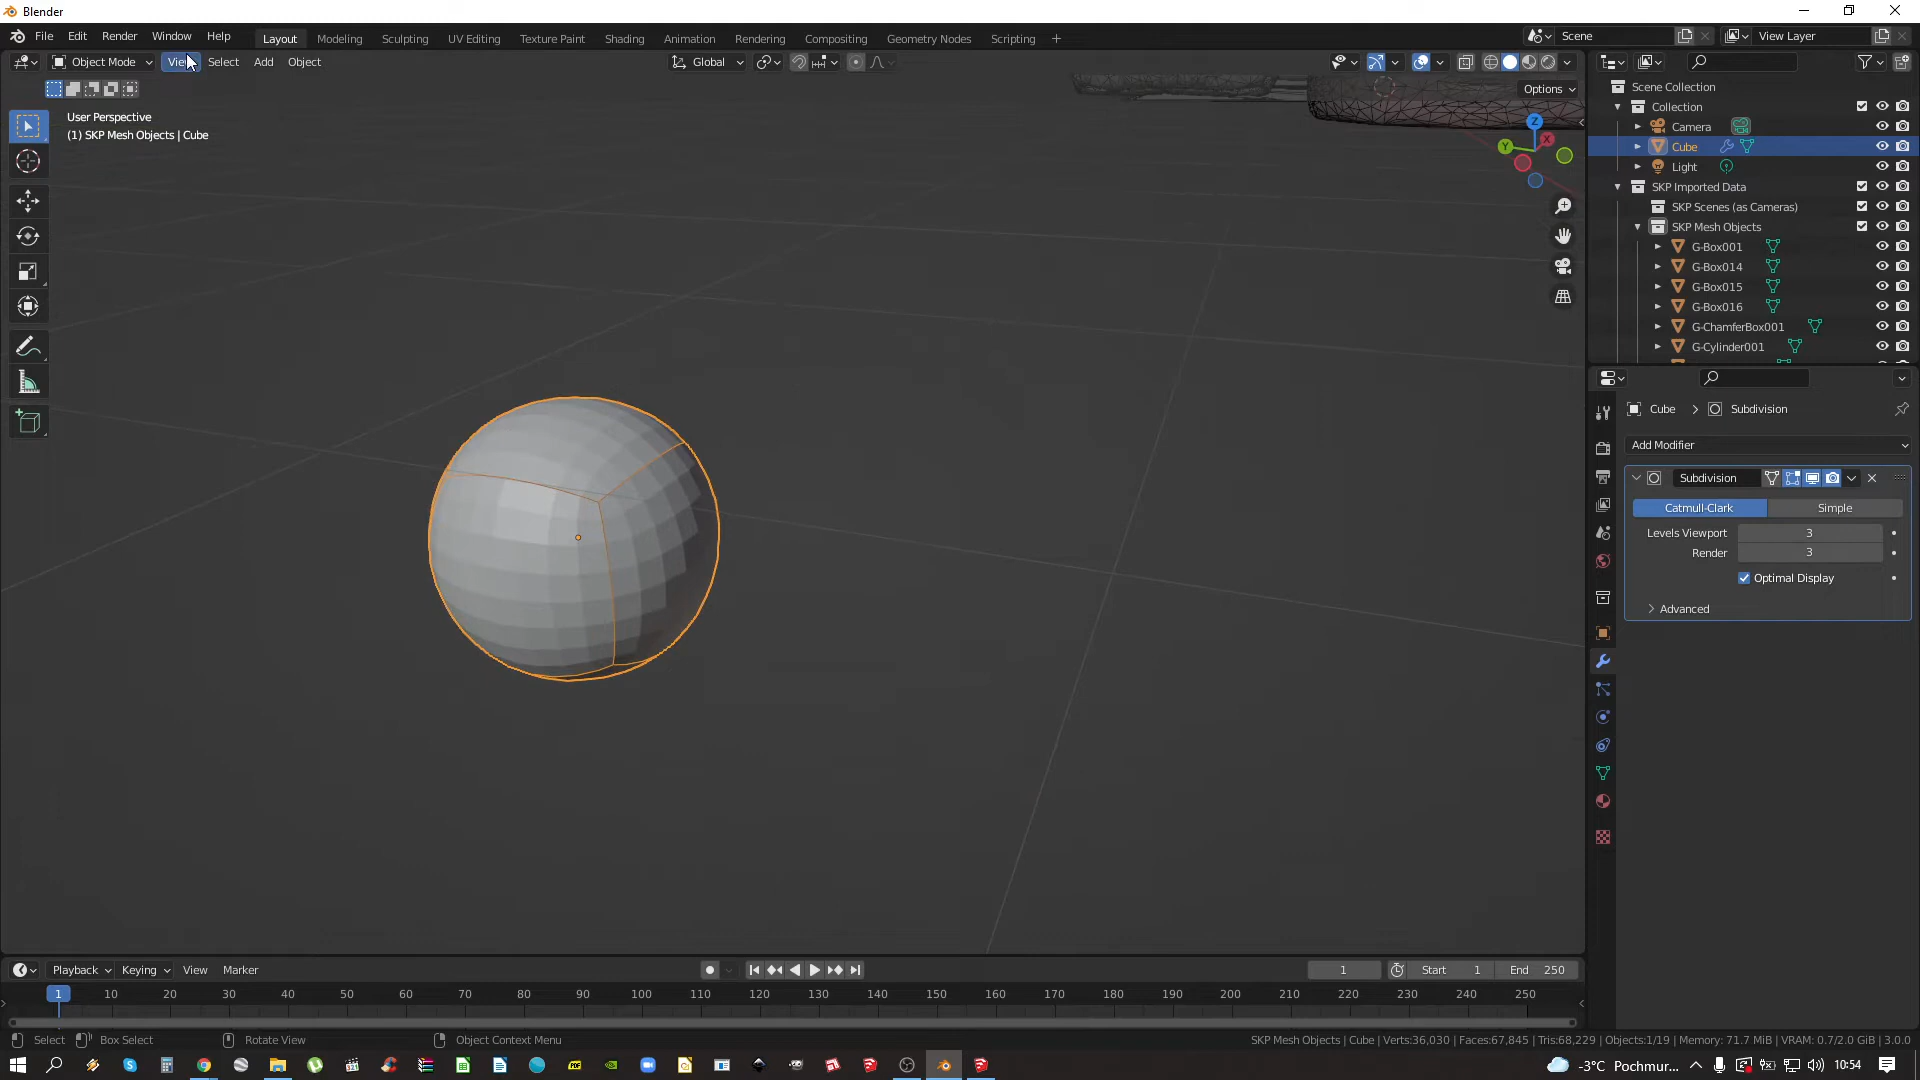 Blender
File Edit Render Window Help
Layout Modeling Sculpting UV Editing Texture Paint Shading Animation Rendering Compositing Geometry Nodes Scripting +
Scene
View Layer
Object Mode View Select Add Object
Global
Options
User Perspective
(1) SKP Mesh Objects | Cube
Z
X
Y
Scene Collection
Collection
Camera
Cube
Light
SKP Imported Data
SKP Scenes (as Cameras)
SKP Mesh Objects
G-Box001
G-Box014
G-Box015
G-Box016
G-ChamferBox001
G-Cylinder001
Cube > Subdivision
Add Modifier
Subdivision
Catmull-Clark Simple
Levels Viewport 3
Render 3
Optimal Display
Advanced
Playback Keying View Marker
1 Start 1 End 250
1 10 20 30 40 50 60 70 80 90 100 110 120 130 140 150 160 170 180 190 200 210 220 230 240 250
Select Box Select Rotate View Object Context Menu
SKP Mesh Objects | Cube | Verts:36,030 | Faces:67,845 | Tris:68,229 | Objects:1/19 | Memory: 71.7 MiB | VRAM: 0.7/2.0 GiB | 3.0.0
-3°C Pochmur... 10:54